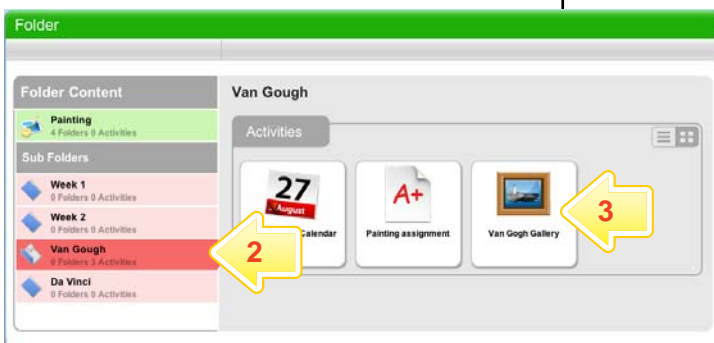 Folder
Folder Content
Painting
4 Folders 0 Activities
Sub Folders
Week 1
0 Folders 0 Activities
Week 2
0 Folders 0 Activities
Van Gough
0 Folders 3 Activities
Da Vinci
0 Folders 0 Activities
2
Van Gough
Activities
27
August
Calendar
A+
Painting assignment
Van Gogh Gallery
3